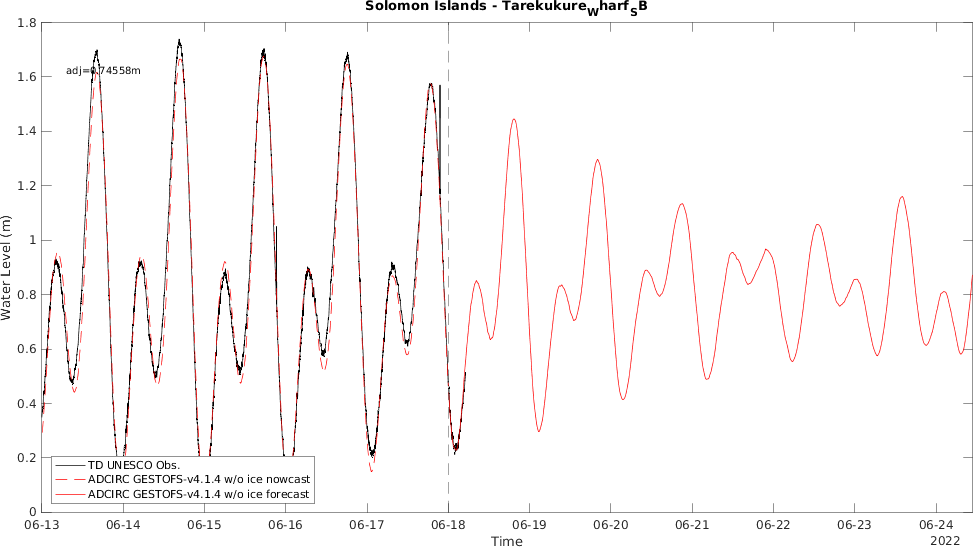 Solomon Islands - Tarekukure_Wharf_SB
1.8
adj=0.74558m
1.6
1.4
1.2
1
0.8
0.6
0.4
0.2
0
Water Level (m)
TD UNESCO Obs.
ADCIRC GESTOFS-v4.1.4 w/o ice nowcast
ADCIRC GESTOFS-v4.1.4 w/o ice forecast
06-13 06-14 06-15 06-16 06-17 06-18 06-19 06-20 06-21 06-22 06-23 06-24
Time
2022